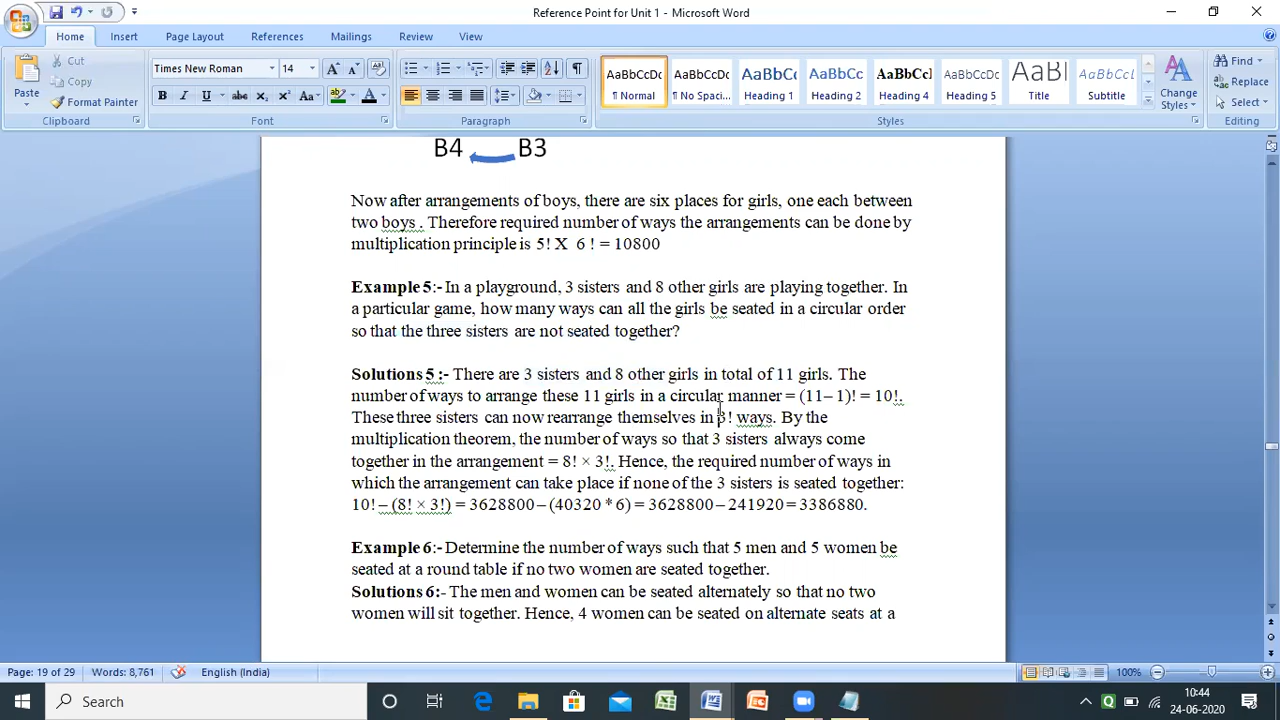 Reference Point for Unit 1 - Microsoft Word
Home Insert Page Layout References Mailings Review View
Cut
Copy
Format Painter
Paste
Clipboard
Times New Roman 14
B I U abc x₂ x² Aa A
Font
Paragraph
AaBbCcDc AaBbCcDc AaBbC AaBbCc AaBbCc AaBbCcDc AaB AaBbCcDc
¶ Normal ¶ No Spaci... Heading 1 Heading 2 Heading 4 Heading 5 Title Subtitle
Change Styles
Styles
Find
Replace
Select
Editing
B4 B3
Now after arrangements of boys, there are six places for girls, one each between
two boys . Therefore required number of ways the arrangements can be done by
multiplication principle is 5! X 6 ! = 10800
Example 5:- In a playground, 3 sisters and 8 other girls are playing together. In
a particular game, how many ways can all the girls be seated in a circular order
so that the three sisters are not seated together?
Solutions 5 :- There are 3 sisters and 8 other girls in total of 11 girls. The
number of ways to arrange these 11 girls in a circular manner = (11– 1)! = 10!.
These three sisters can now rearrange themselves in 3! ways. By the
multiplication theorem, the number of ways so that 3 sisters always come
together in the arrangement = 8! × 3!. Hence, the required number of ways in
which the arrangement can take place if none of the 3 sisters is seated together:
10! – (8! × 3!) = 3628800 – (40320 * 6) = 3628800 – 241920 = 3386880.
Example 6:- Determine the number of ways such that 5 men and 5 women be
seated at a round table if no two women are seated together.
Solutions 6:- The men and women can be seated alternately so that no two
women will sit together. Hence, 4 women can be seated on alternate seats at a
Page: 19 of 29 Words: 8,761 English (India) 100%
Search
10:44
24-06-2020